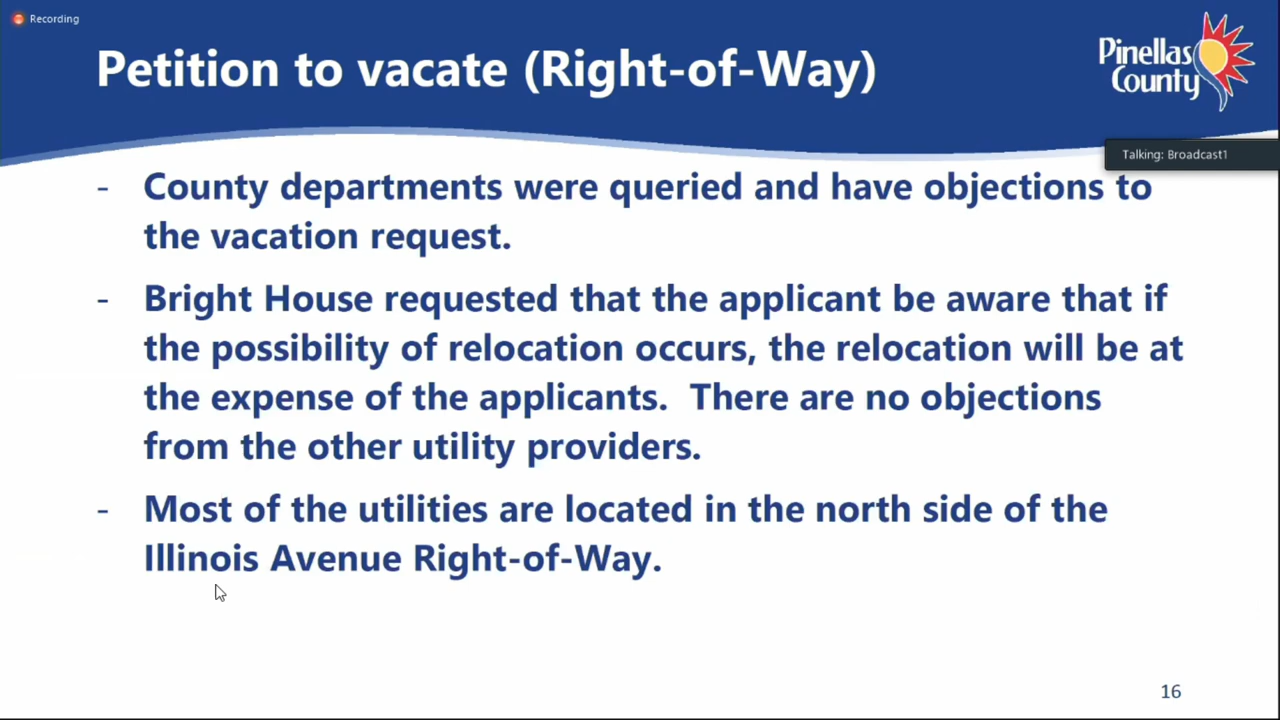 Recording
Petition to vacate (Right-of-Way)
Pinellas
County
Talking: Broadcast1
- County departments were queried and have objections to
the vacation request.
- Bright House requested that the applicant be aware that if
the possibility of relocation occurs, the relocation will be at
the expense of the applicants.  There are no objections
from the other utility providers.
- Most of the utilities are located in the north side of the
Illinois Avenue Right-of-Way.
16